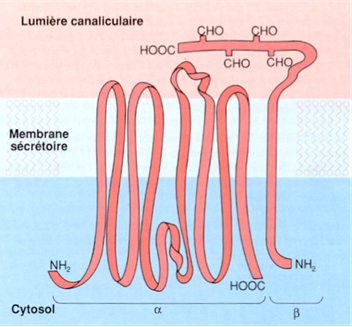 Lumière canaliculaire
CHO CHO
HOOC
CHO CHO
Membrane
sécrétoire
NH₂
NH₂
HOOC
Cytosol
α
β